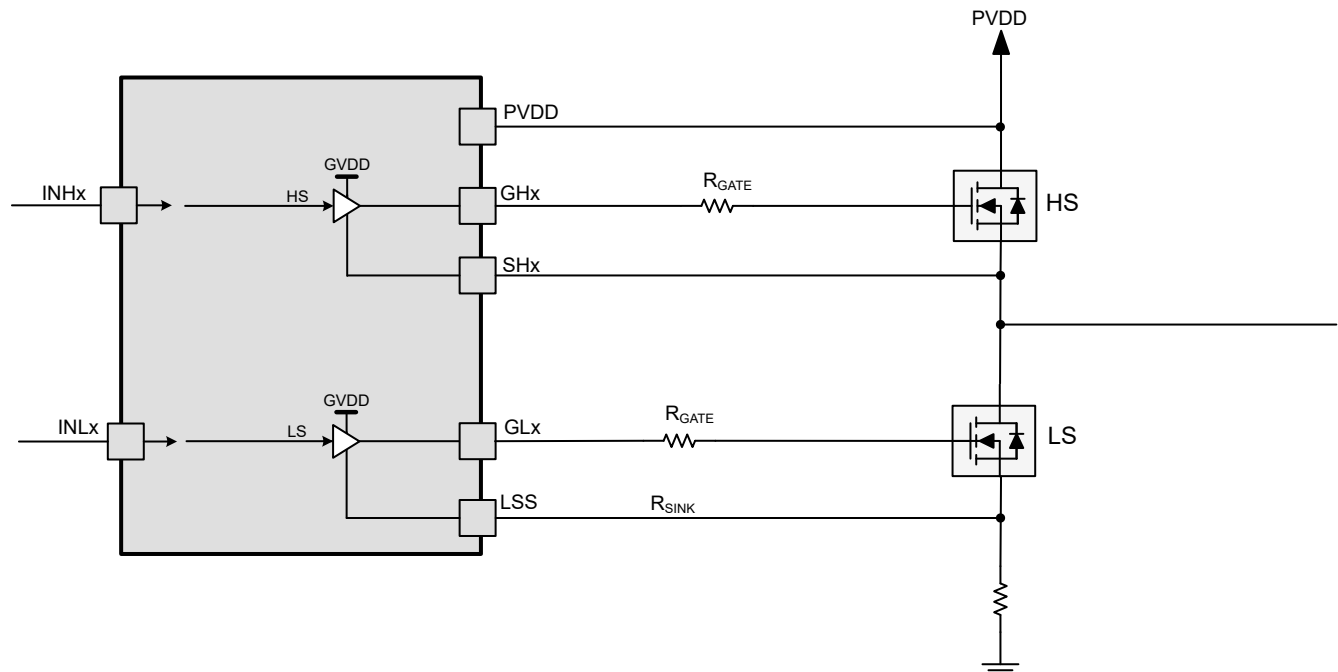 PVDD
PVDD
GVDD
INHx
HS
GHx
RGATE
HS
SHx
GVDD
INLx
LS
GLx
RGATE
LS
LSS
RSINK